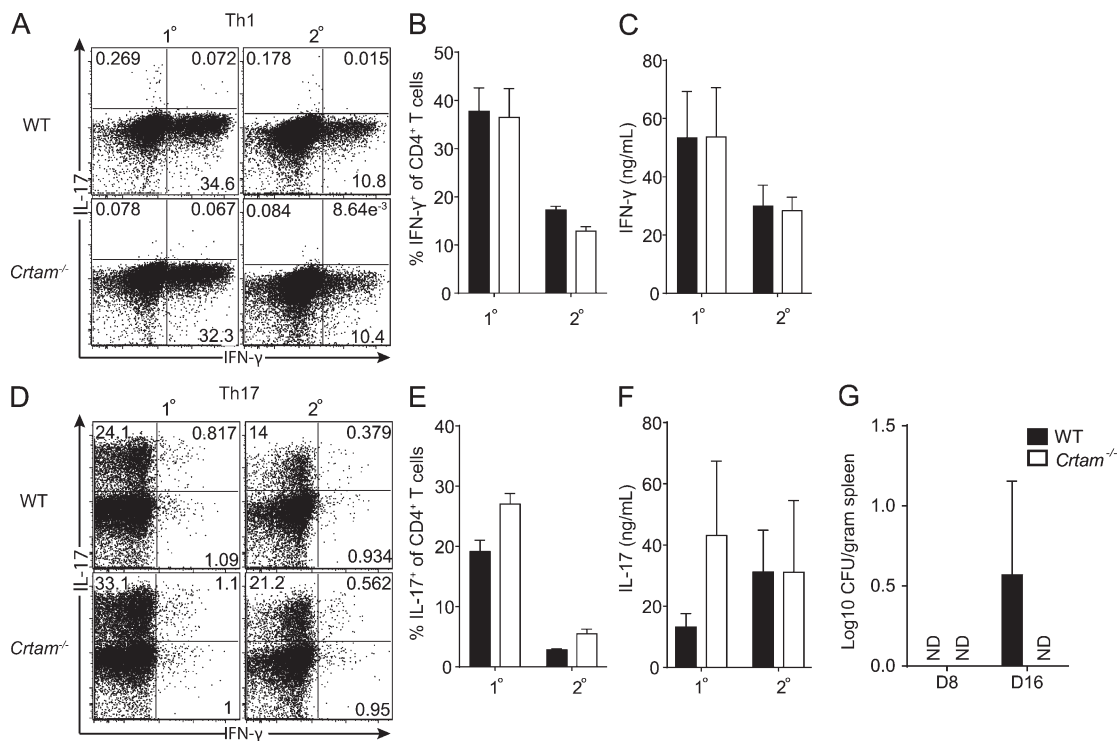 A
Th1
1°
2°
WT
0.269
0.072
0.178
0.015
34.6
10.8
Crtam-/-
0.078
0.067
0.084
8.64e-3
32.3
10.4
IL-17
IFN-γ
B
% IFN-γ+ of CD4+ T cells
50
40
30
20
10
0
1°
2°
C
IFN-γ (ng/mL)
80
60
40
20
0
1°
2°
D
Th17
1°
2°
WT
24.1
0.817
14
0.379
1.09
0.934
Crtam-/-
33.1
1.1
21.2
0.562
1
0.95
IL-17
IFN-γ
E
% IL-17+ of CD4+ T cells
40
30
20
10
0
1°
2°
F
IL-17 (ng/mL)
80
60
40
20
0
1°
2°
G
WT
Crtam-/-
Log10 CFU/gram spleen
1.5
1.0
0.5
0.0
ND
ND
ND
D8
D16